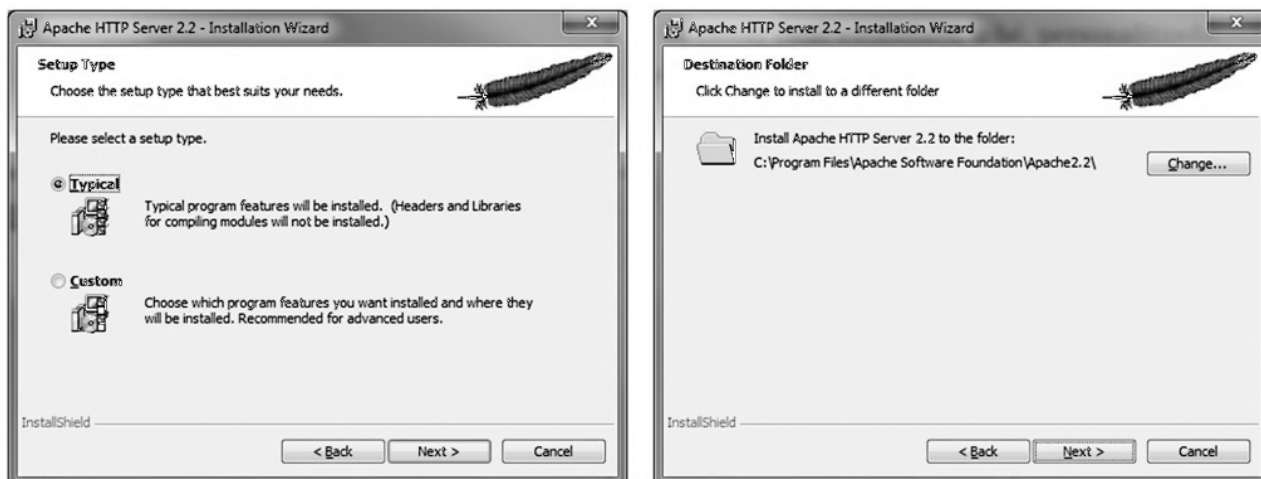 Apache HTTP Server 2.2 - Installation Wizard
Setup Type
Choose the setup type that best suits your needs.
Please select a setup type.
Typical
Typical program features will be installed. (Headers and Libraries
for compiling modules will not be installed.)
Custom
Choose which program features you want installed and where they
will be installed. Recommended for advanced users.
InstallShield
< Back
Next >
Cancel
Apache HTTP Server 2.2 - Installation Wizard
Destination Folder
Click Change to install to a different folder
Install Apache HTTP Server 2.2 to the folder:
C:\Program Files\Apache Software Foundation\Apache2.2\
Change...
InstallShield
< Back
Next >
Cancel